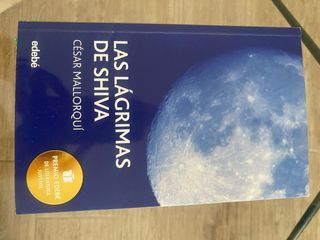 edebé
LAS LÁGRIMAS
DE SHIVA
CÉSAR MALLORQUÍ
PREMIO EDEBÉ
DE LITERATURA
JUVENIL